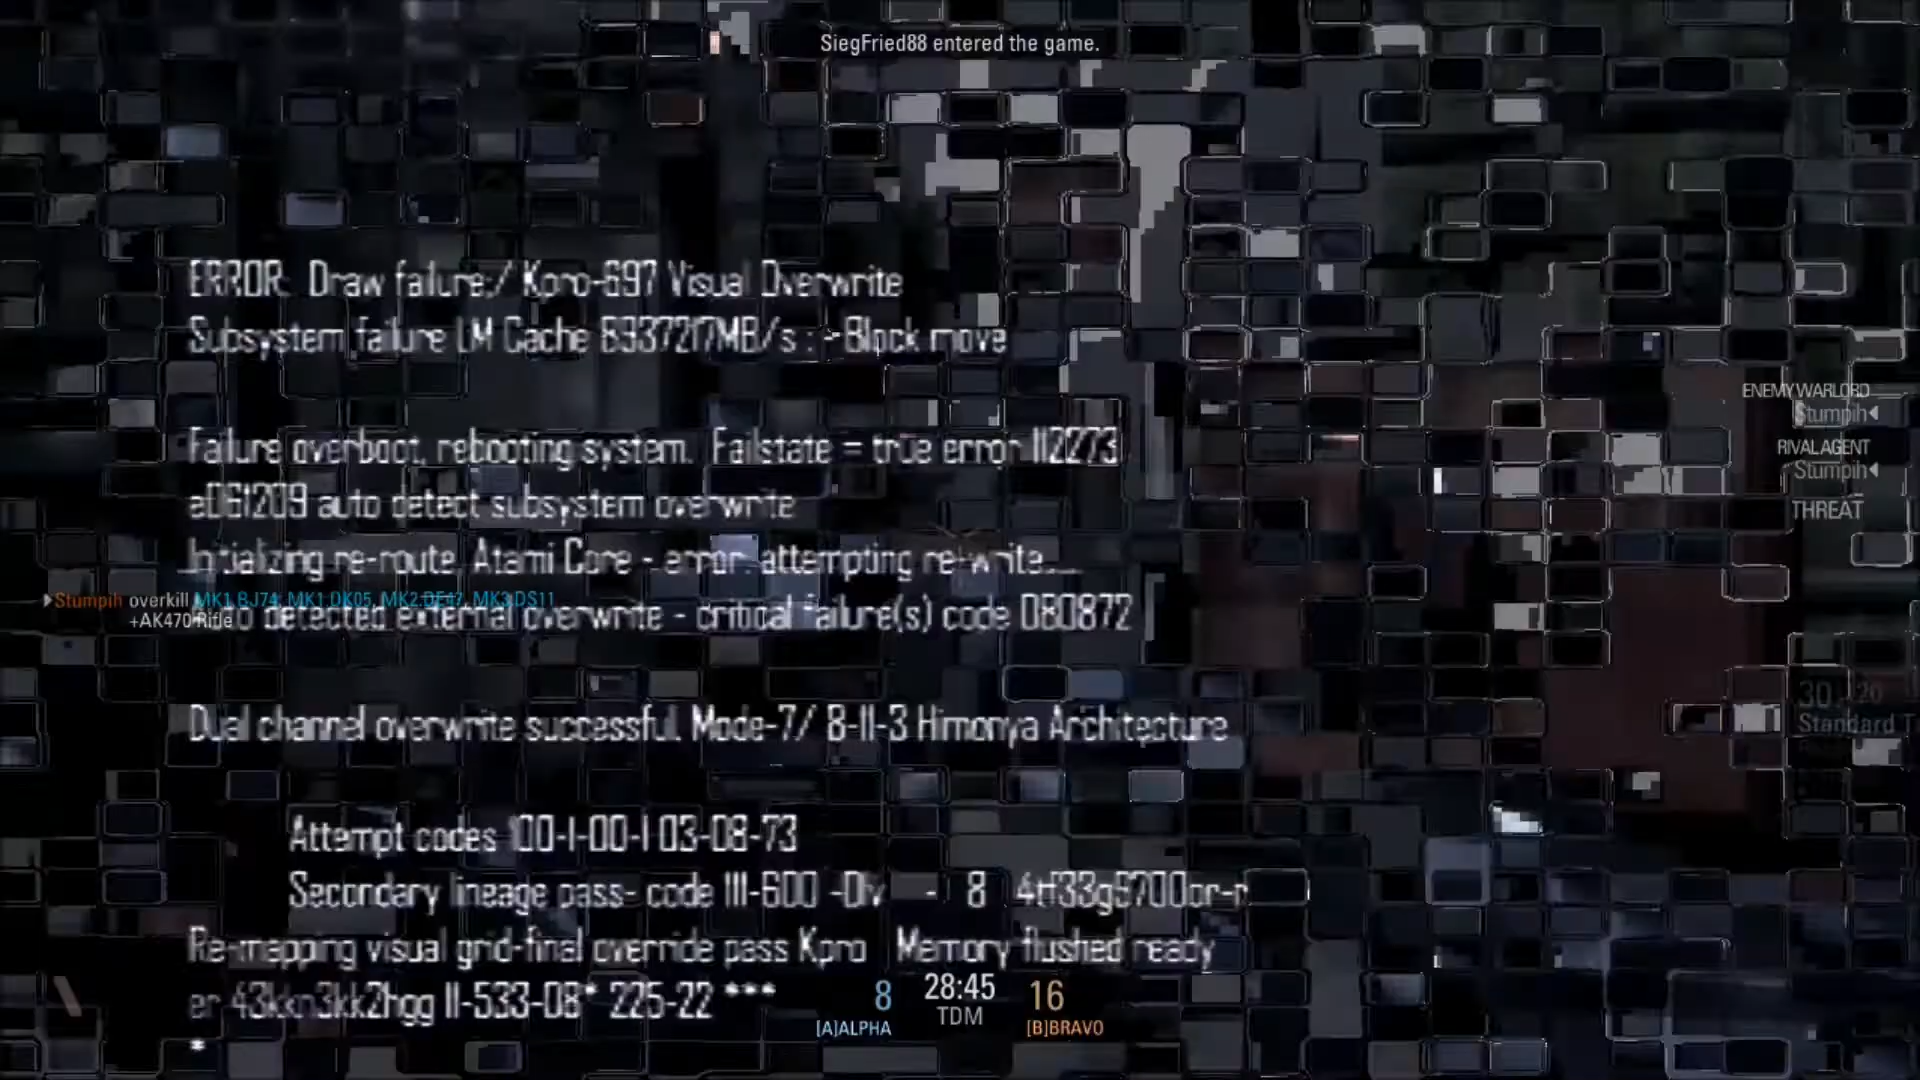 SiegFried88 entered the game.
ERROR: Draw failure:/ Kpro-697 Visual Overwrite
Subsystem failure LM Cache 6937217MB/s : - Block move
ENEMY WARLORD
Stumpih
RIVAL AGENT
Stumpih
THREAT
Failure overboot, rebooting system. Failstate = true error 112273
a061209 auto detect subsystem overwrite
Initializing re-route, Atami Core - error: attempting re-write...
Stumpih overkill MK1.BJ74, MK1.DK05, MK2.DE47, MK3.DS11
+AK470 Rifle
detected external overwrite - critical failure(s) code 080872
30 120
Standard
Dual channel overwrite successful. Mode-7/ 8-11-3 Himonya Architecture
Attempt codes 100-1-00-1 03-08-73
Secondary lineage pass- code 111-600 -Div - 8
Re-mapping visual grid-final override pass Kpro Memory flushed ready
er 43kkn3kk2hgg 11-533-08* 225-22 ***
*
8 28:45 16
[A]ALPHA TDM [B]BRAVO